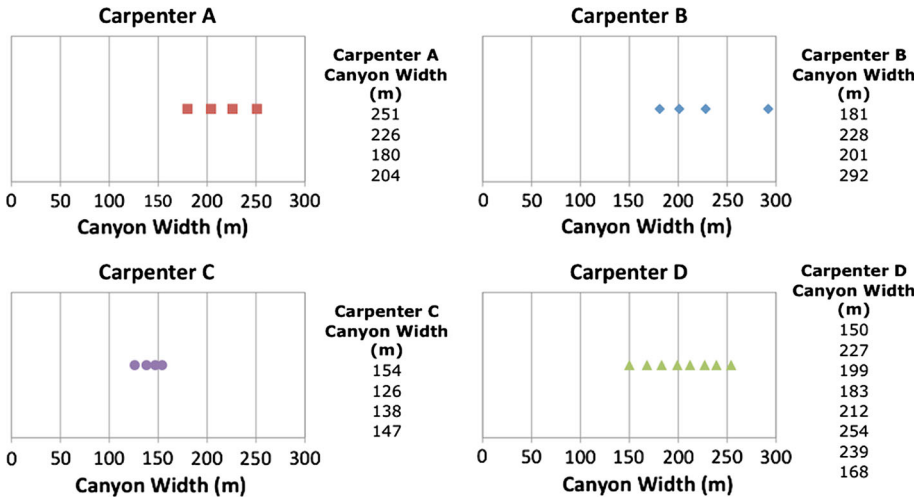 Carpenter A
Carpenter A
Canyon Width
(m)
251
226
180
204
0 50 100 150 200 250 300
Canyon Width (m)
Carpenter B
Carpenter B
Canyon Width
(m)
181
228
201
292
0 50 100 150 200 250 300
Canyon Width (m)
Carpenter C
Carpenter C
Canyon Width
(m)
154
126
138
147
0 50 100 150 200 250 300
Canyon Width (m)
Carpenter D
Carpenter D
Canyon Width
(m)
150
227
199
183
212
254
239
168
0 50 100 150 200 250 300
Canyon Width (m)